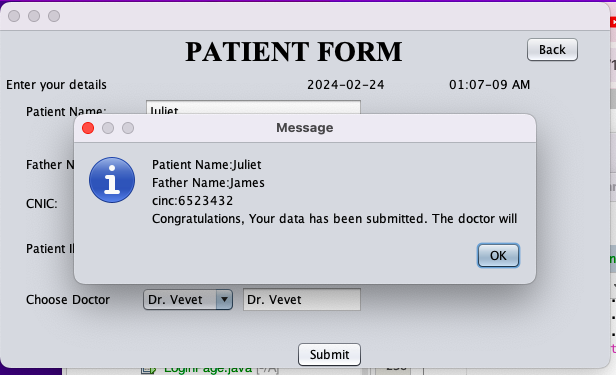 PATIENT FORM
Back
Enter your details
2024-02-24
01:07-09 AM
Patient Name:
Juliet
Message
Father N
Patient Name:Juliet
Father Name:James
cinc:6523432
Congratulations, Your data has been submitted. The doctor will
CNIC:
OK
Patient I
Choose Doctor
Dr. Vevet
Dr. Vevet
Submit
LoginPage.java [-/A]